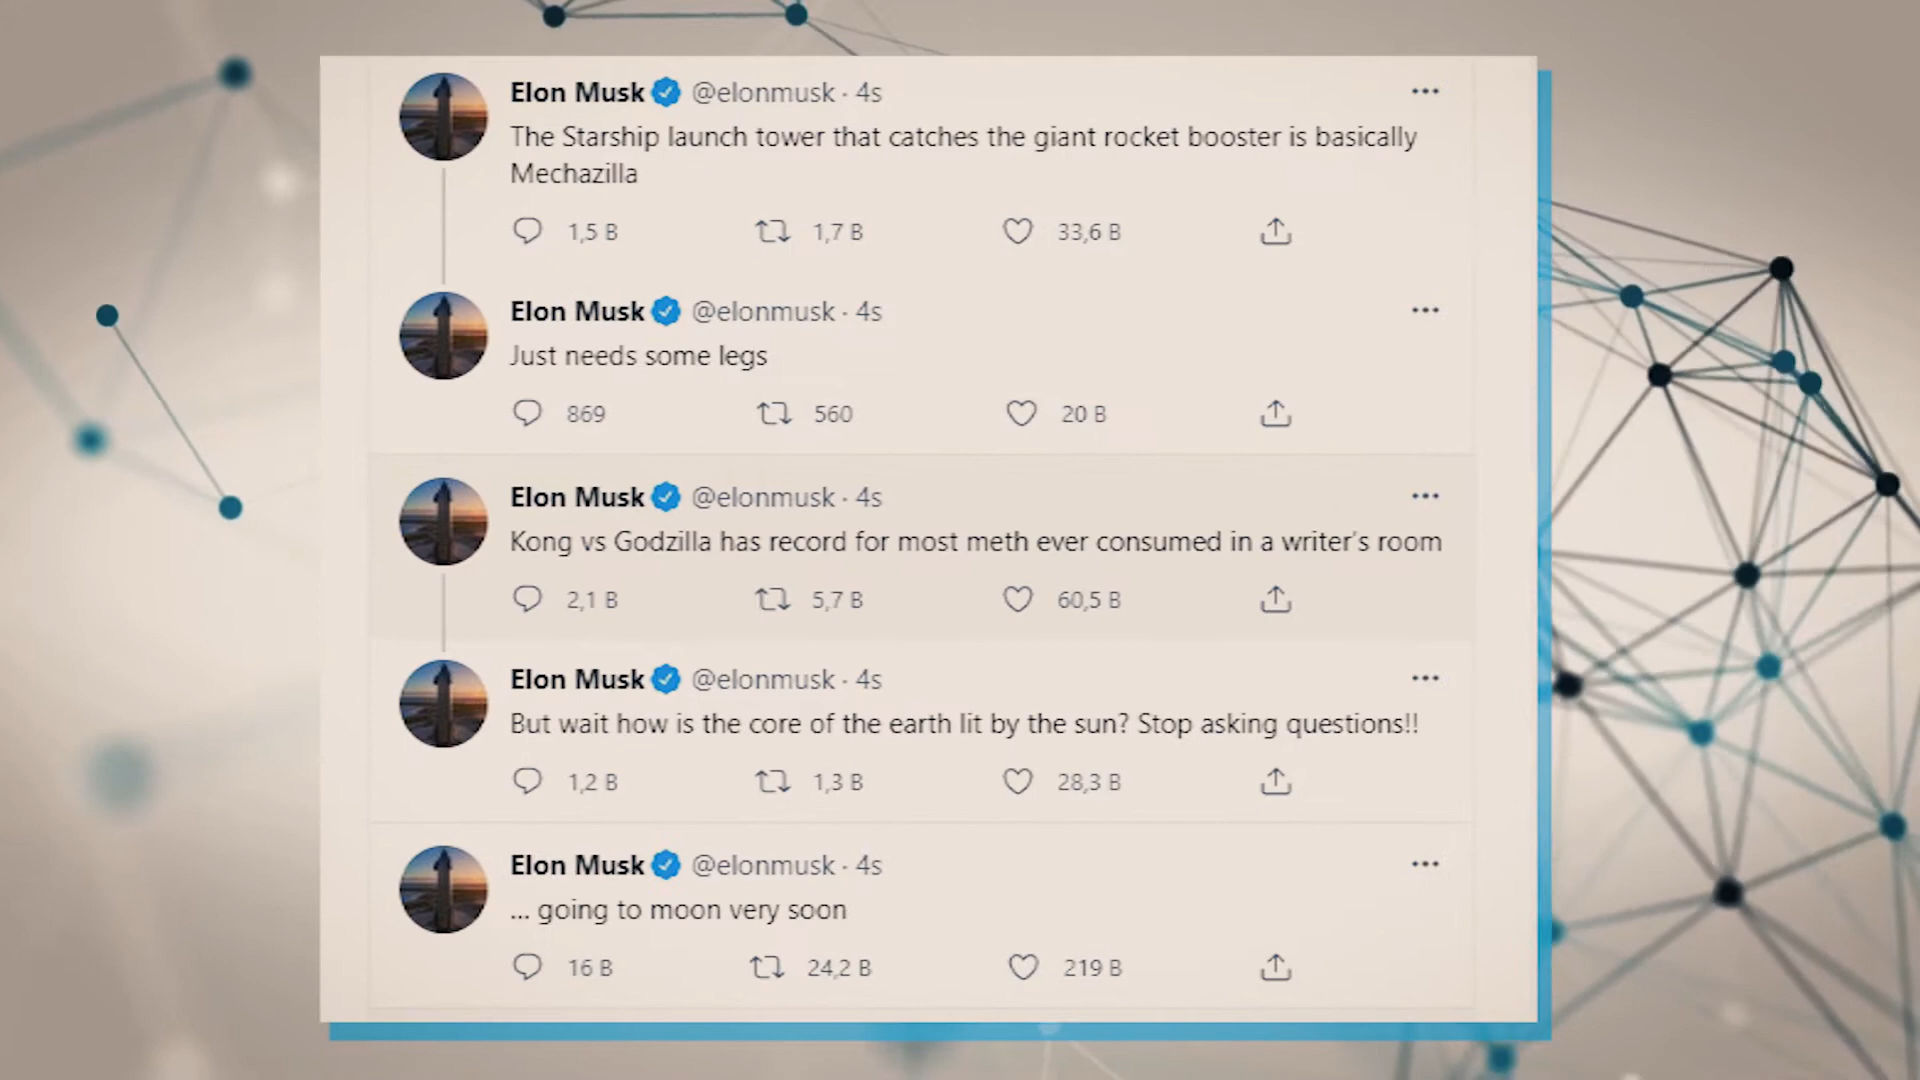 Elon Musk @elonmusk · 4s
The Starship launch tower that catches the giant rocket booster is basically
Mechazilla
1,5 B 1,7 B 33,6 B
Elon Musk @elonmusk · 4s
Just needs some legs
869 560 20 B
Elon Musk @elonmusk · 4s
Kong vs Godzilla has record for most meth ever consumed in a writer's room
2,1 B 5,7 B 60,5 B
Elon Musk @elonmusk · 4s
But wait how is the core of the earth lit by the sun? Stop asking questions!!
1,2 B 1,3 B 28,3 B
Elon Musk @elonmusk · 4s
... going to moon very soon
16 B 24,2 B 219 B